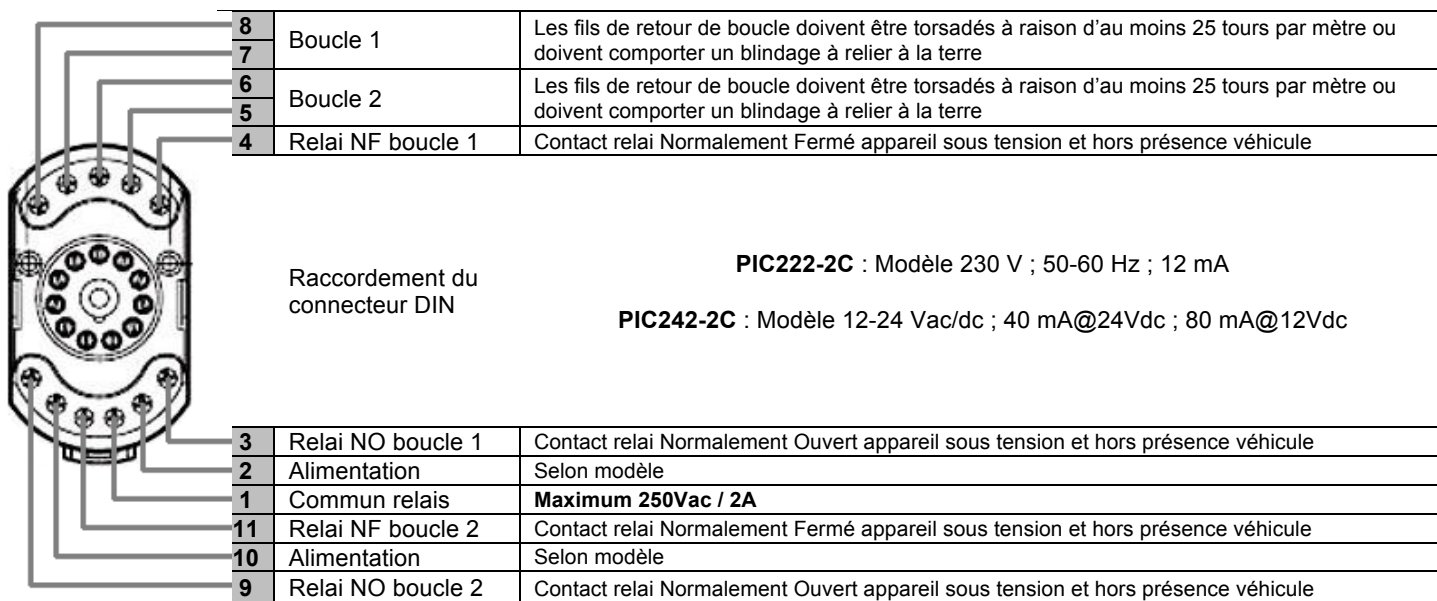 8 Boucle 1 Les fils de retour de boucle doivent être torsadés à raison d'au moins 25 tours par mètre ou
7 doivent comporter un blindage à relier à la terre
6 Boucle 2 Les fils de retour de boucle doivent être torsadés à raison d'au moins 25 tours par mètre ou
5 doivent comporter un blindage à relier à la terre
4 Relai NF boucle 1 Contact relai Normalement Fermé appareil sous tension et hors présence véhicule
Raccordement du
connecteur DIN
PIC222-2C : Modèle 230 V ; 50-60 Hz ; 12 mA
PIC242-2C : Modèle 12-24 Vac/dc ; 40 mA@24Vdc ; 80 mA@12Vdc
3 Relai NO boucle 1 Contact relai Normalement Ouvert appareil sous tension et hors présence véhicule
2 Alimentation Selon modèle
1 Commun relais Maximum 250Vac / 2A
11 Relai NF boucle 2 Contact relai Normalement Fermé appareil sous tension et hors présence véhicule
10 Alimentation Selon modèle
9 Relai NO boucle 2 Contact relai Normalement Ouvert appareil sous tension et hors présence véhicule